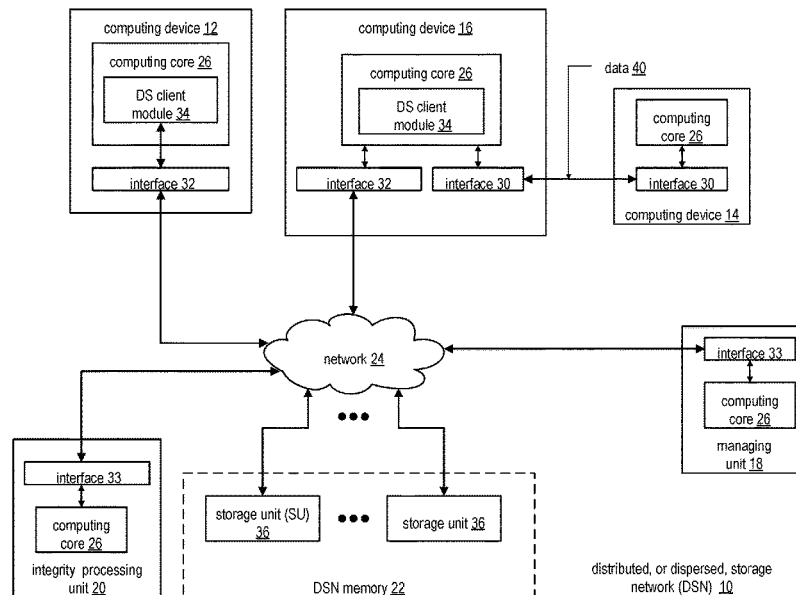 computing device 12
computing core 26
DS client
module 34
interface 32
computing device 16
computing core 26
DS client
module 34
interface 32
interface 30
data 40
computing
core 26
interface 30
computing device 14
network 24
interface 33
computing
core 26
managing
unit 18
interface 33
computing
core 26
integrity processing
unit 20
storage unit (SU)
36
storage unit 36
DSN memory 22
distributed, or dispersed, storage
network (DSN) 10